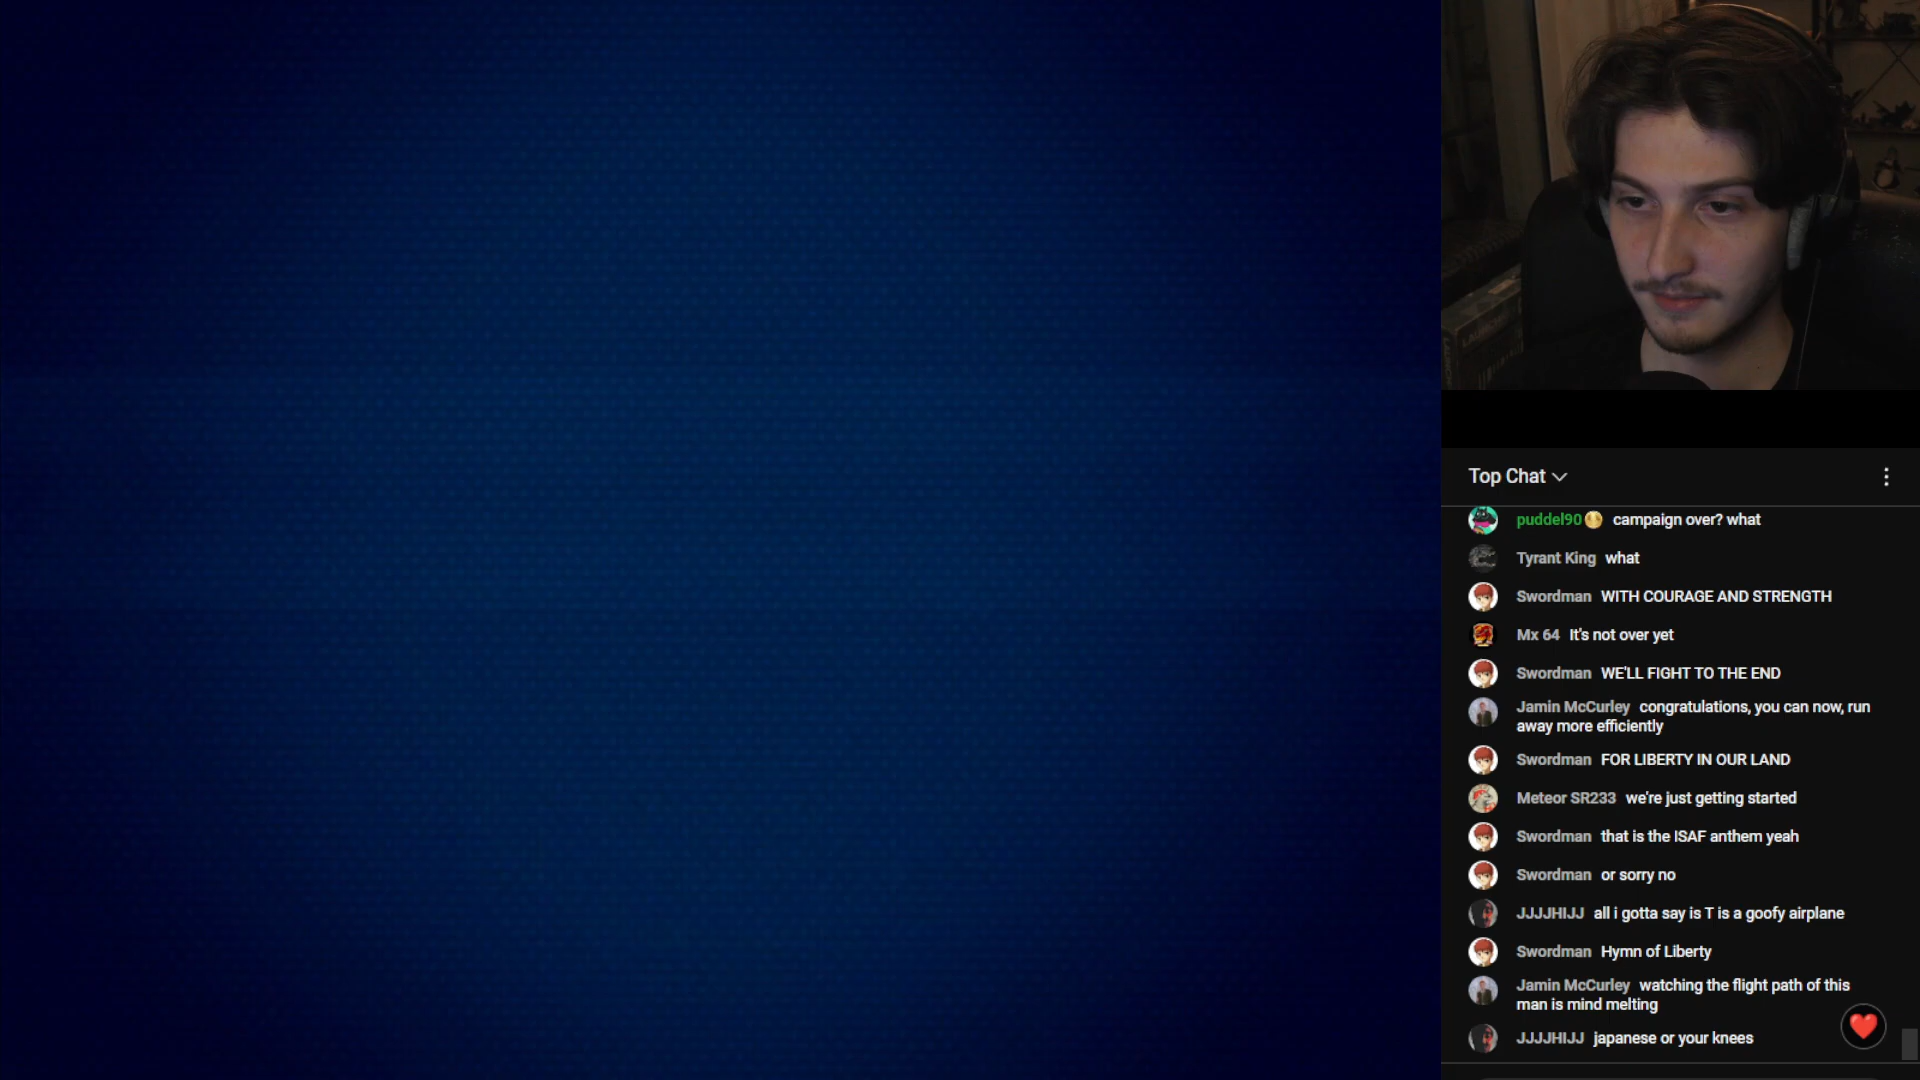 Top Chat
puddel90 campaign over? what
Tyrant King what
Swordman WITH COURAGE AND STRENGTH
Mx 64 It's not over yet
Swordman WE'LL FIGHT TO THE END
Jamin McCurley congratulations, you can now, run
away more efficiently
Swordman FOR LIBERTY IN OUR LAND
Meteor SR233 we're just getting started
Swordman that is the ISAF anthem yeah
Swordman or sorry no
JJJJHIJJ all i gotta say is T is a goofy airplane
Swordman Hymn of Liberty
Jamin McCurley watching the flight path of this
man is mind melting
JJJJHIJJ japanese or your knees